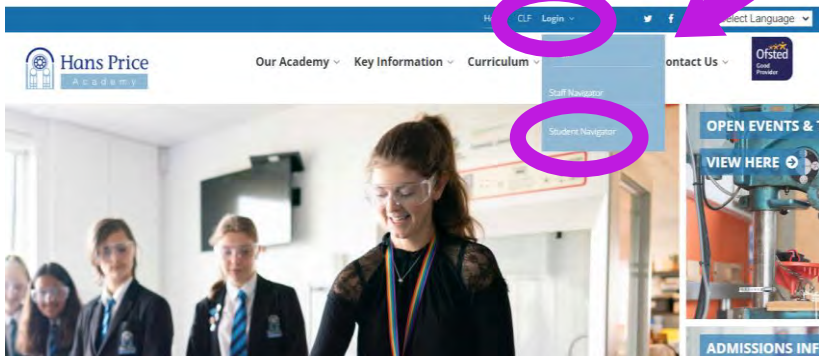 CLF Login
Select Language
Hans Price
Academy
Our Academy Key Information Curriculum Contact Us
Ofsted
Good
Provider
Staff Navigator
Student Navigator
OPEN EVENTS &
VIEW HERE
ADMISSIONS INF